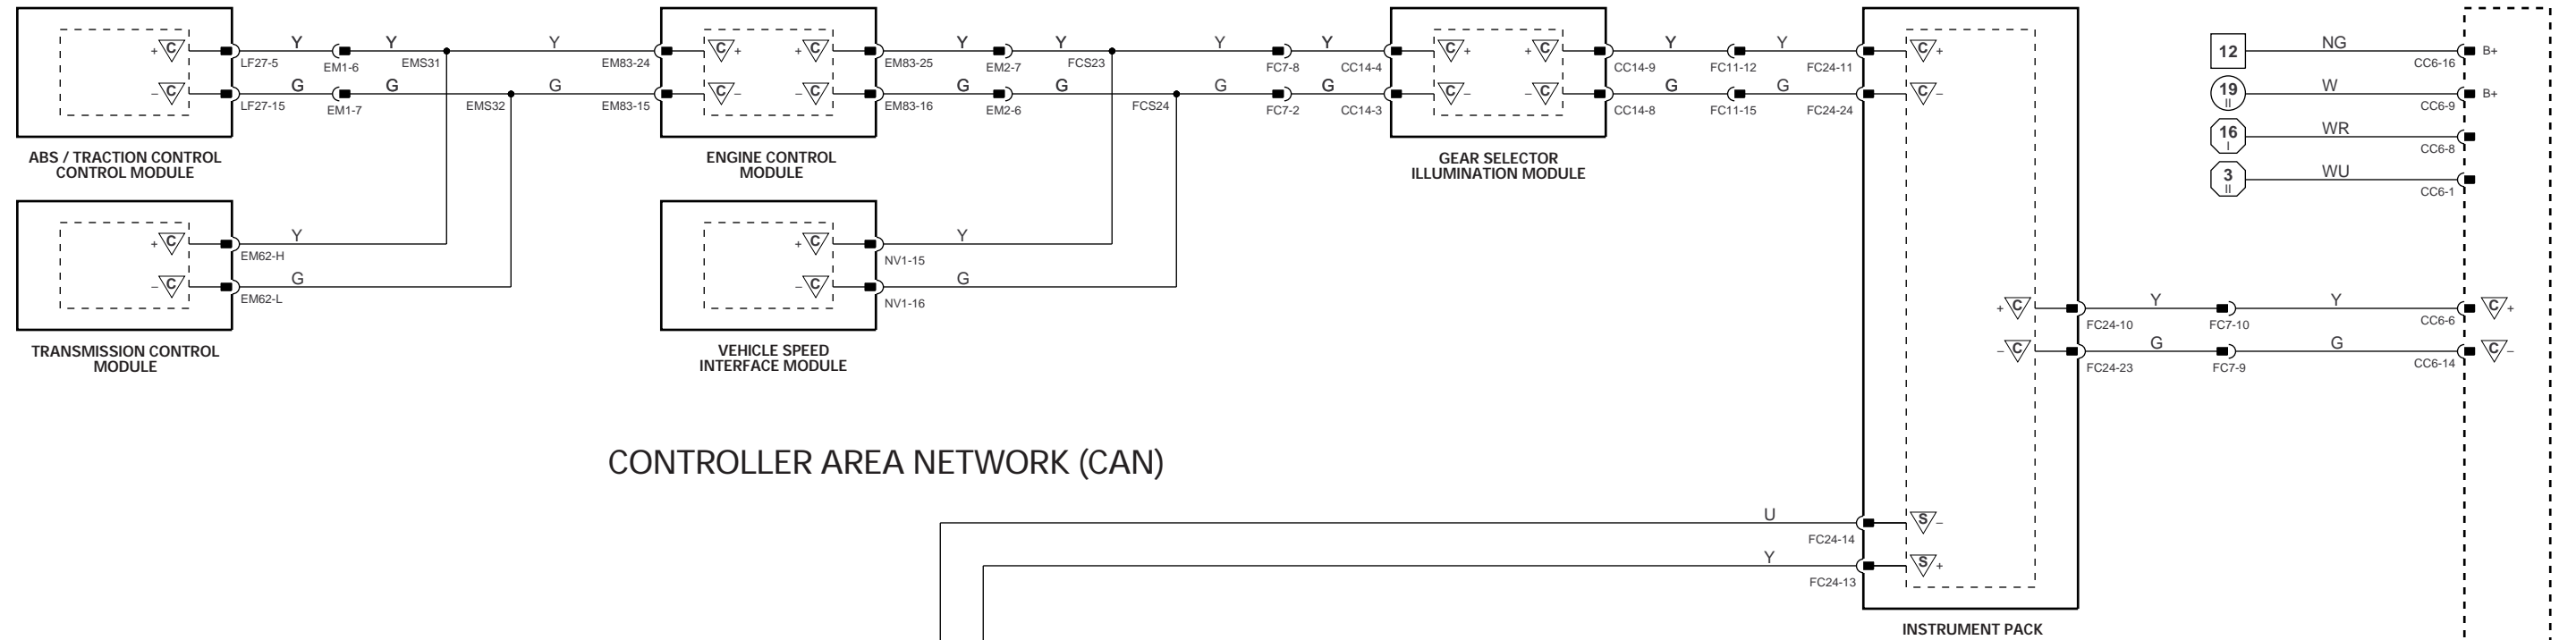 Y Y Y Y Y Y Y Y Y
+ C C + + C C + + C C +
LF27-5 EM1-6 EMS31 EM83-24 EM83-25 EM2-7 FCS23 FC7-8 CC14-4 CC14-9 FC11-12 FC24-11
G G G G G G G G G
– C C – – C C – – C C –
LF27-15 EM1-7 EMS32 EM83-15 EM83-16 EM2-6 FCS24 FC7-2 CC14-3 CC14-8 FC11-15 FC24-24
12 NG CC6-16 B+
19 II W CC6-9 B+
16 I WR CC6-8
3 II WU CC6-1
ABS / TRACTION CONTROL
CONTROL MODULE
ENGINE CONTROL
MODULE
GEAR SELECTOR
ILLUMINATION MODULE
+ C Y
EM62-H
– C G
EM62-L
TRANSMISSION CONTROL
MODULE
+ C Y
NV1-15
– C G
NV1-16
VEHICLE SPEED
INTERFACE MODULE
+ C Y Y C +
FC24-10 FC7-10 CC6-6
– C G G C –
FC24-23 FC7-9 CC6-14
CONTROLLER AREA NETWORK (CAN)
U S –
FC24-14
Y S +
FC24-13
INSTRUMENT PACK